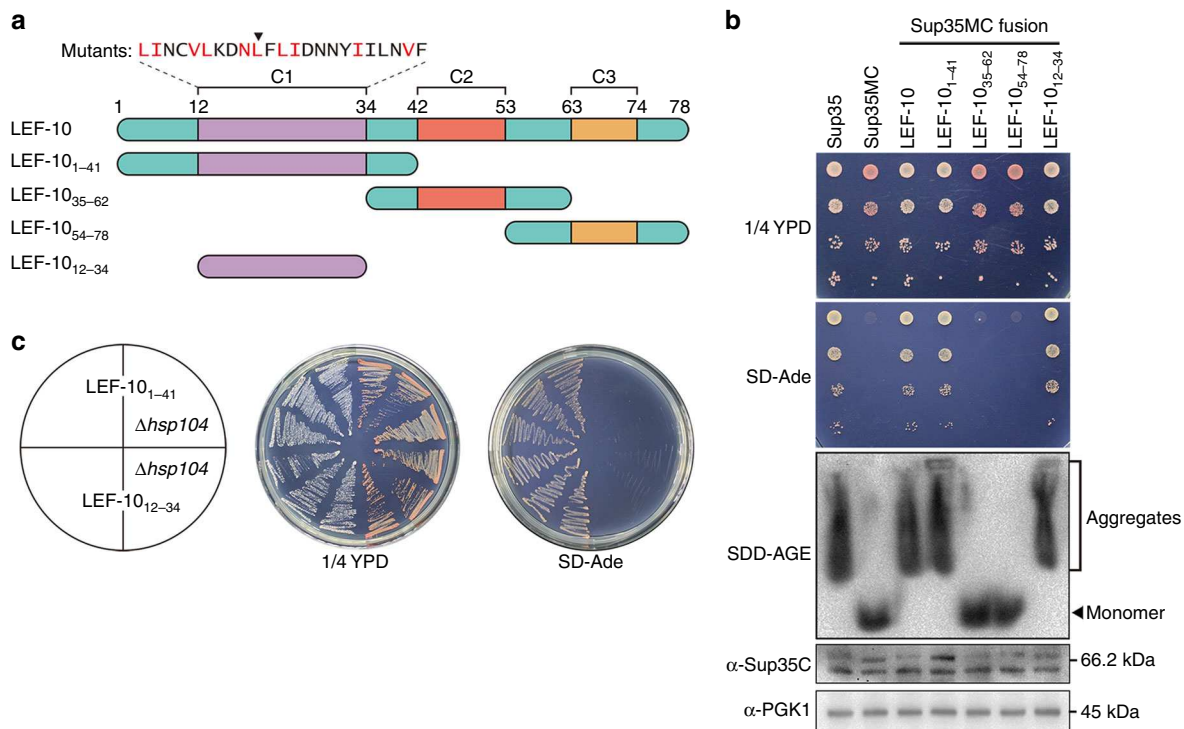 a
Mutants: LINCVLKDNLFLIDNNYIILNVF
C1 C2 C3
1 12 34 42 53 63 74 78
LEF-10
LEF-10₁₋₄₁
LEF-10₃₅₋₆₂
LEF-10₅₄₋₇₈
LEF-10₁₂₋₃₄
b
Sup35MC fusion
Sup35 Sup35MC LEF-10 LEF-10₁₋₄₁ LEF-10₃₅₋₆₂ LEF-10₅₄₋₇₈ LEF-10₁₂₋₃₄
1/4 YPD
SD-Ade
SDD-AGE
Aggregates
Monomer
α-Sup35C
66.2 kDa
α-PGK1
45 kDa
c
LEF-10₁₋₄₁
Δhsp104
Δhsp104
LEF-10₁₂₋₃₄
1/4 YPD
SD-Ade